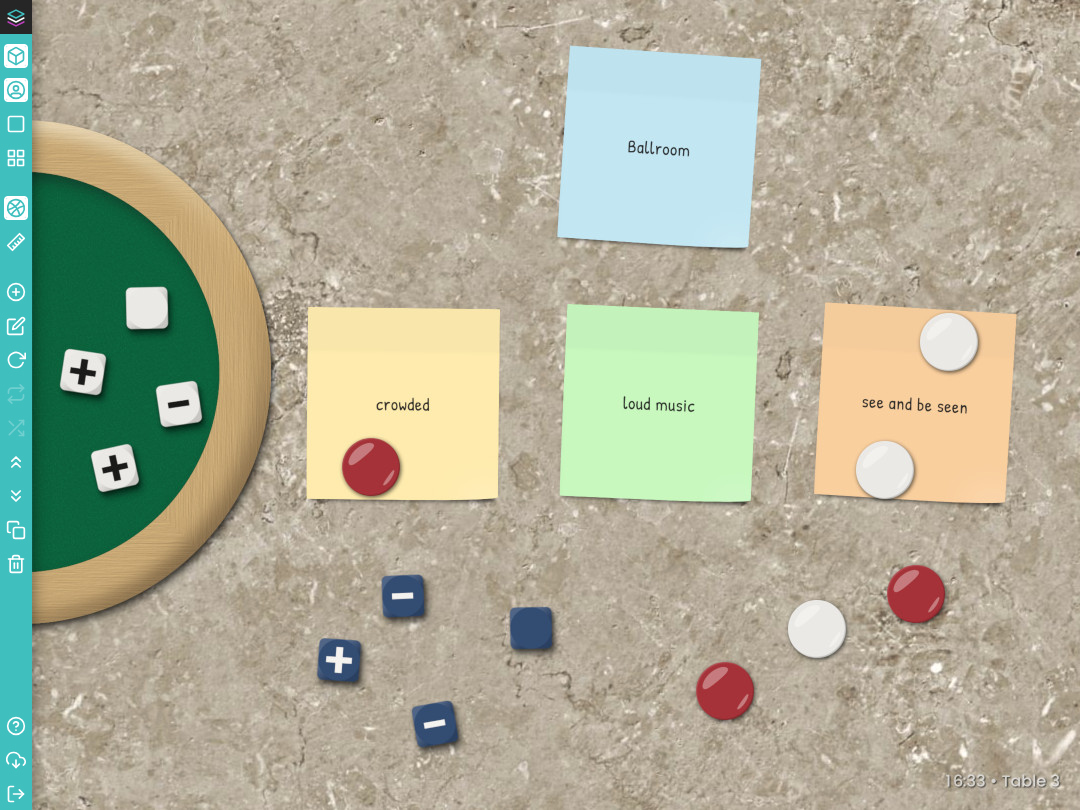 Ballroom
crowded
loud music
see and be seen
16:33 • Table 3